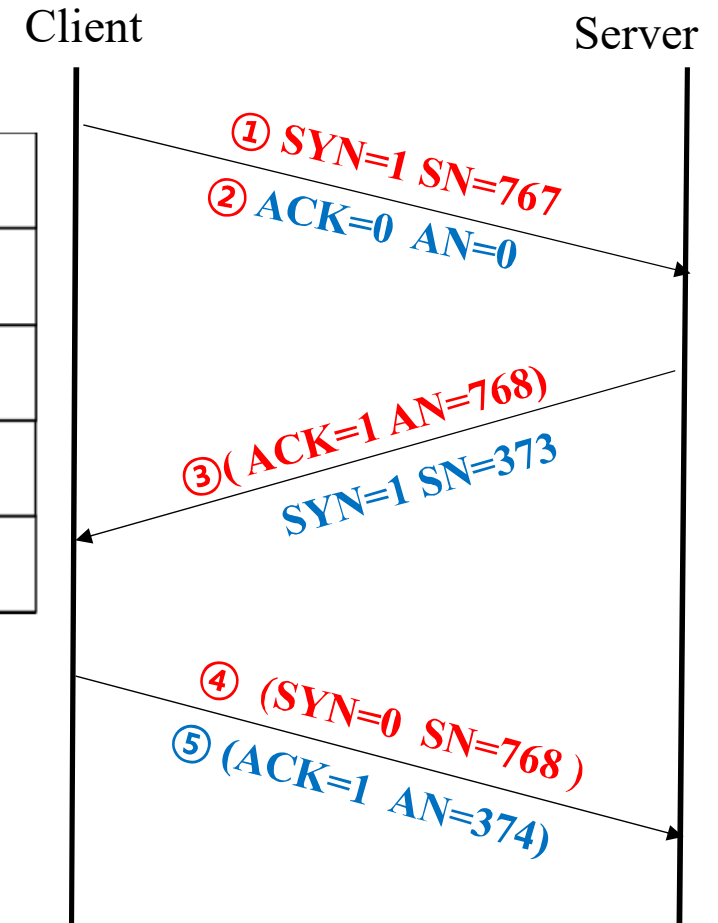 Client
Server
① SYN=1 SN=767
② ACK=0 AN=0
③( ACK=1 AN=768)
SYN=1 SN=373
④ (SYN=0 SN=768 )
⑤ (ACK=1 AN=374)